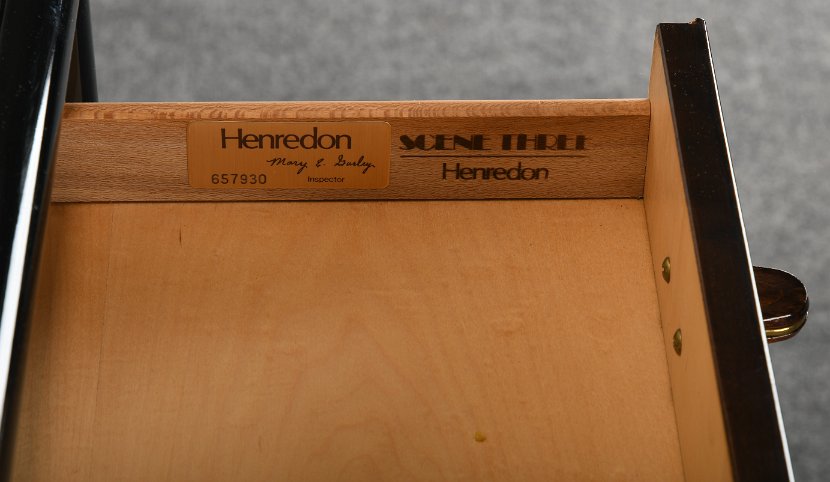 Henredon
Mary E. Gurley
657930 Inspector
SCENE THREE
Henredon